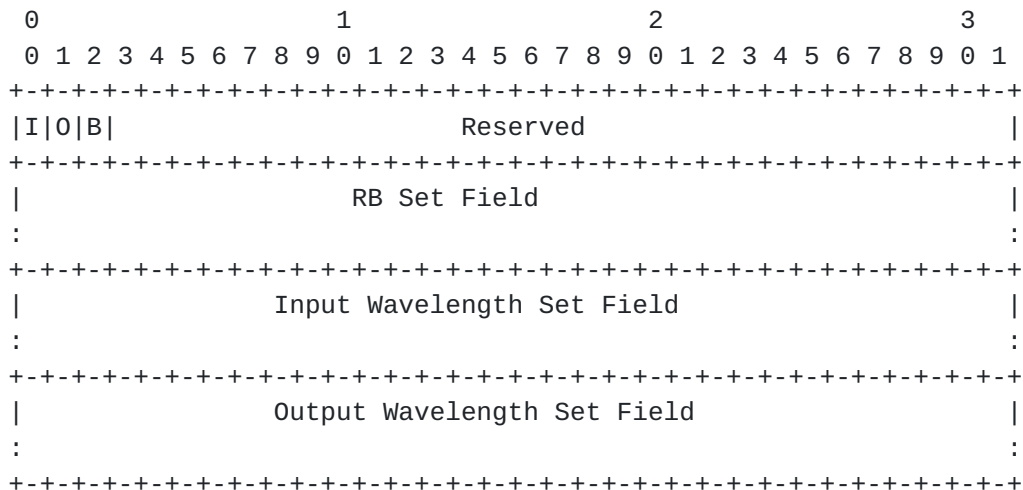 0                   1                   2                   3
 0 1 2 3 4 5 6 7 8 9 0 1 2 3 4 5 6 7 8 9 0 1 2 3 4 5 6 7 8 9 0 1
+-+-+-+-+-+-+-+-+-+-+-+-+-+-+-+-+-+-+-+-+-+-+-+-+-+-+-+-+-+-+-+-+
|I|O|B|                      Reserved                           |
+-+-+-+-+-+-+-+-+-+-+-+-+-+-+-+-+-+-+-+-+-+-+-+-+-+-+-+-+-+-+-+-+
|                     RB Set Field                              |
:                                                               :
+-+-+-+-+-+-+-+-+-+-+-+-+-+-+-+-+-+-+-+-+-+-+-+-+-+-+-+-+-+-+-+-+
|                Input Wavelength Set Field                     |
:                                                               :
+-+-+-+-+-+-+-+-+-+-+-+-+-+-+-+-+-+-+-+-+-+-+-+-+-+-+-+-+-+-+-+-+
|                Output Wavelength Set Field                    |
:                                                               :
+-+-+-+-+-+-+-+-+-+-+-+-+-+-+-+-+-+-+-+-+-+-+-+-+-+-+-+-+-+-+-+-+